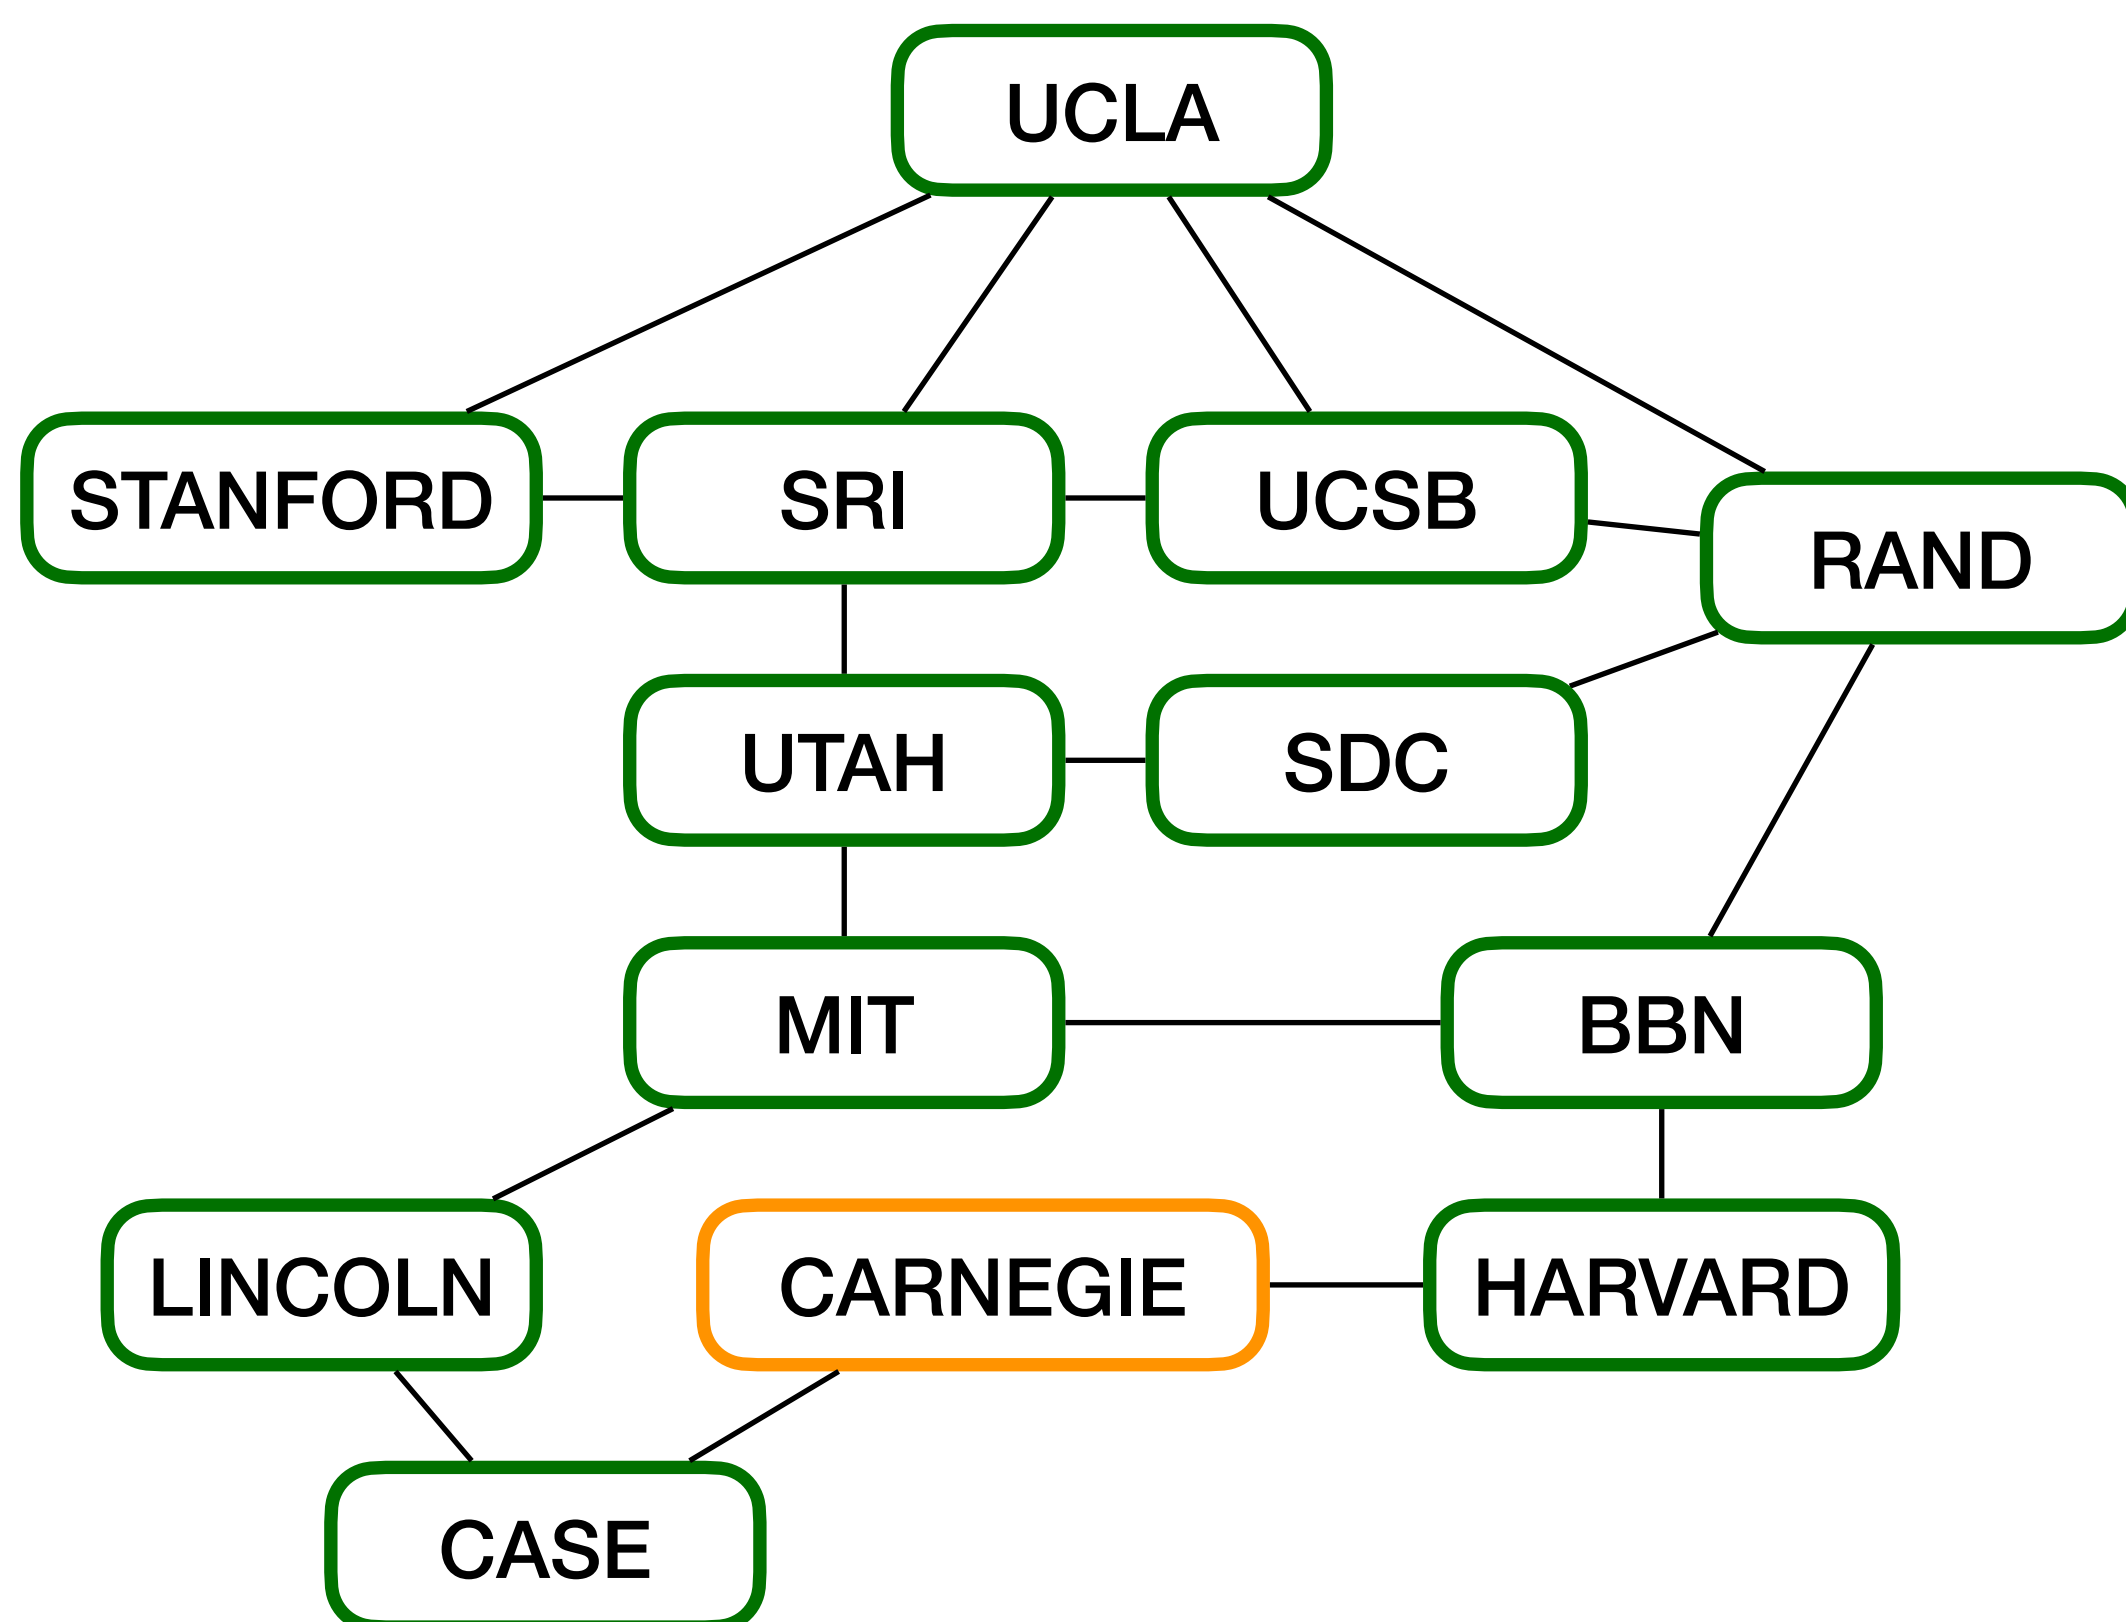 UCLA
STANFORD
SRI
UCSB
RAND
UTAH
SDC
MIT
BBN
LINCOLN
CARNEGIE
HARVARD
CASE